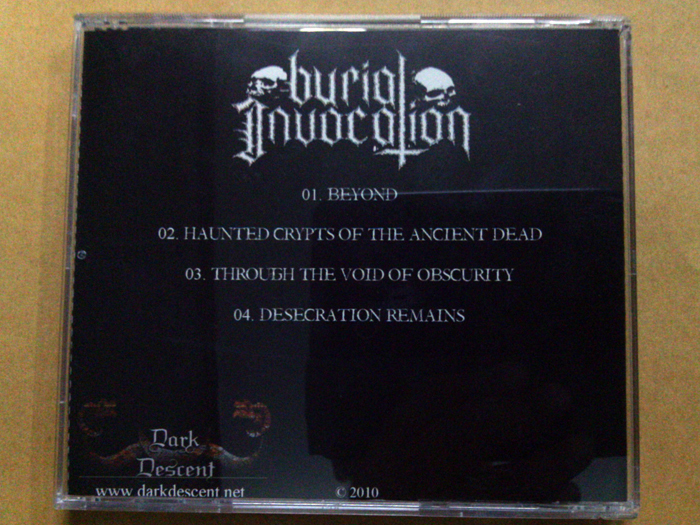 Burial
Invocation
01. BEYOND
02. HAUNTED CRYPTS OF THE ANCIENT DEAD
03. THROUGH THE VOID OF OBSCURITY
04. DESECRATION REMAINS
Dark
Descent
www.darkdescent.net
© 2010